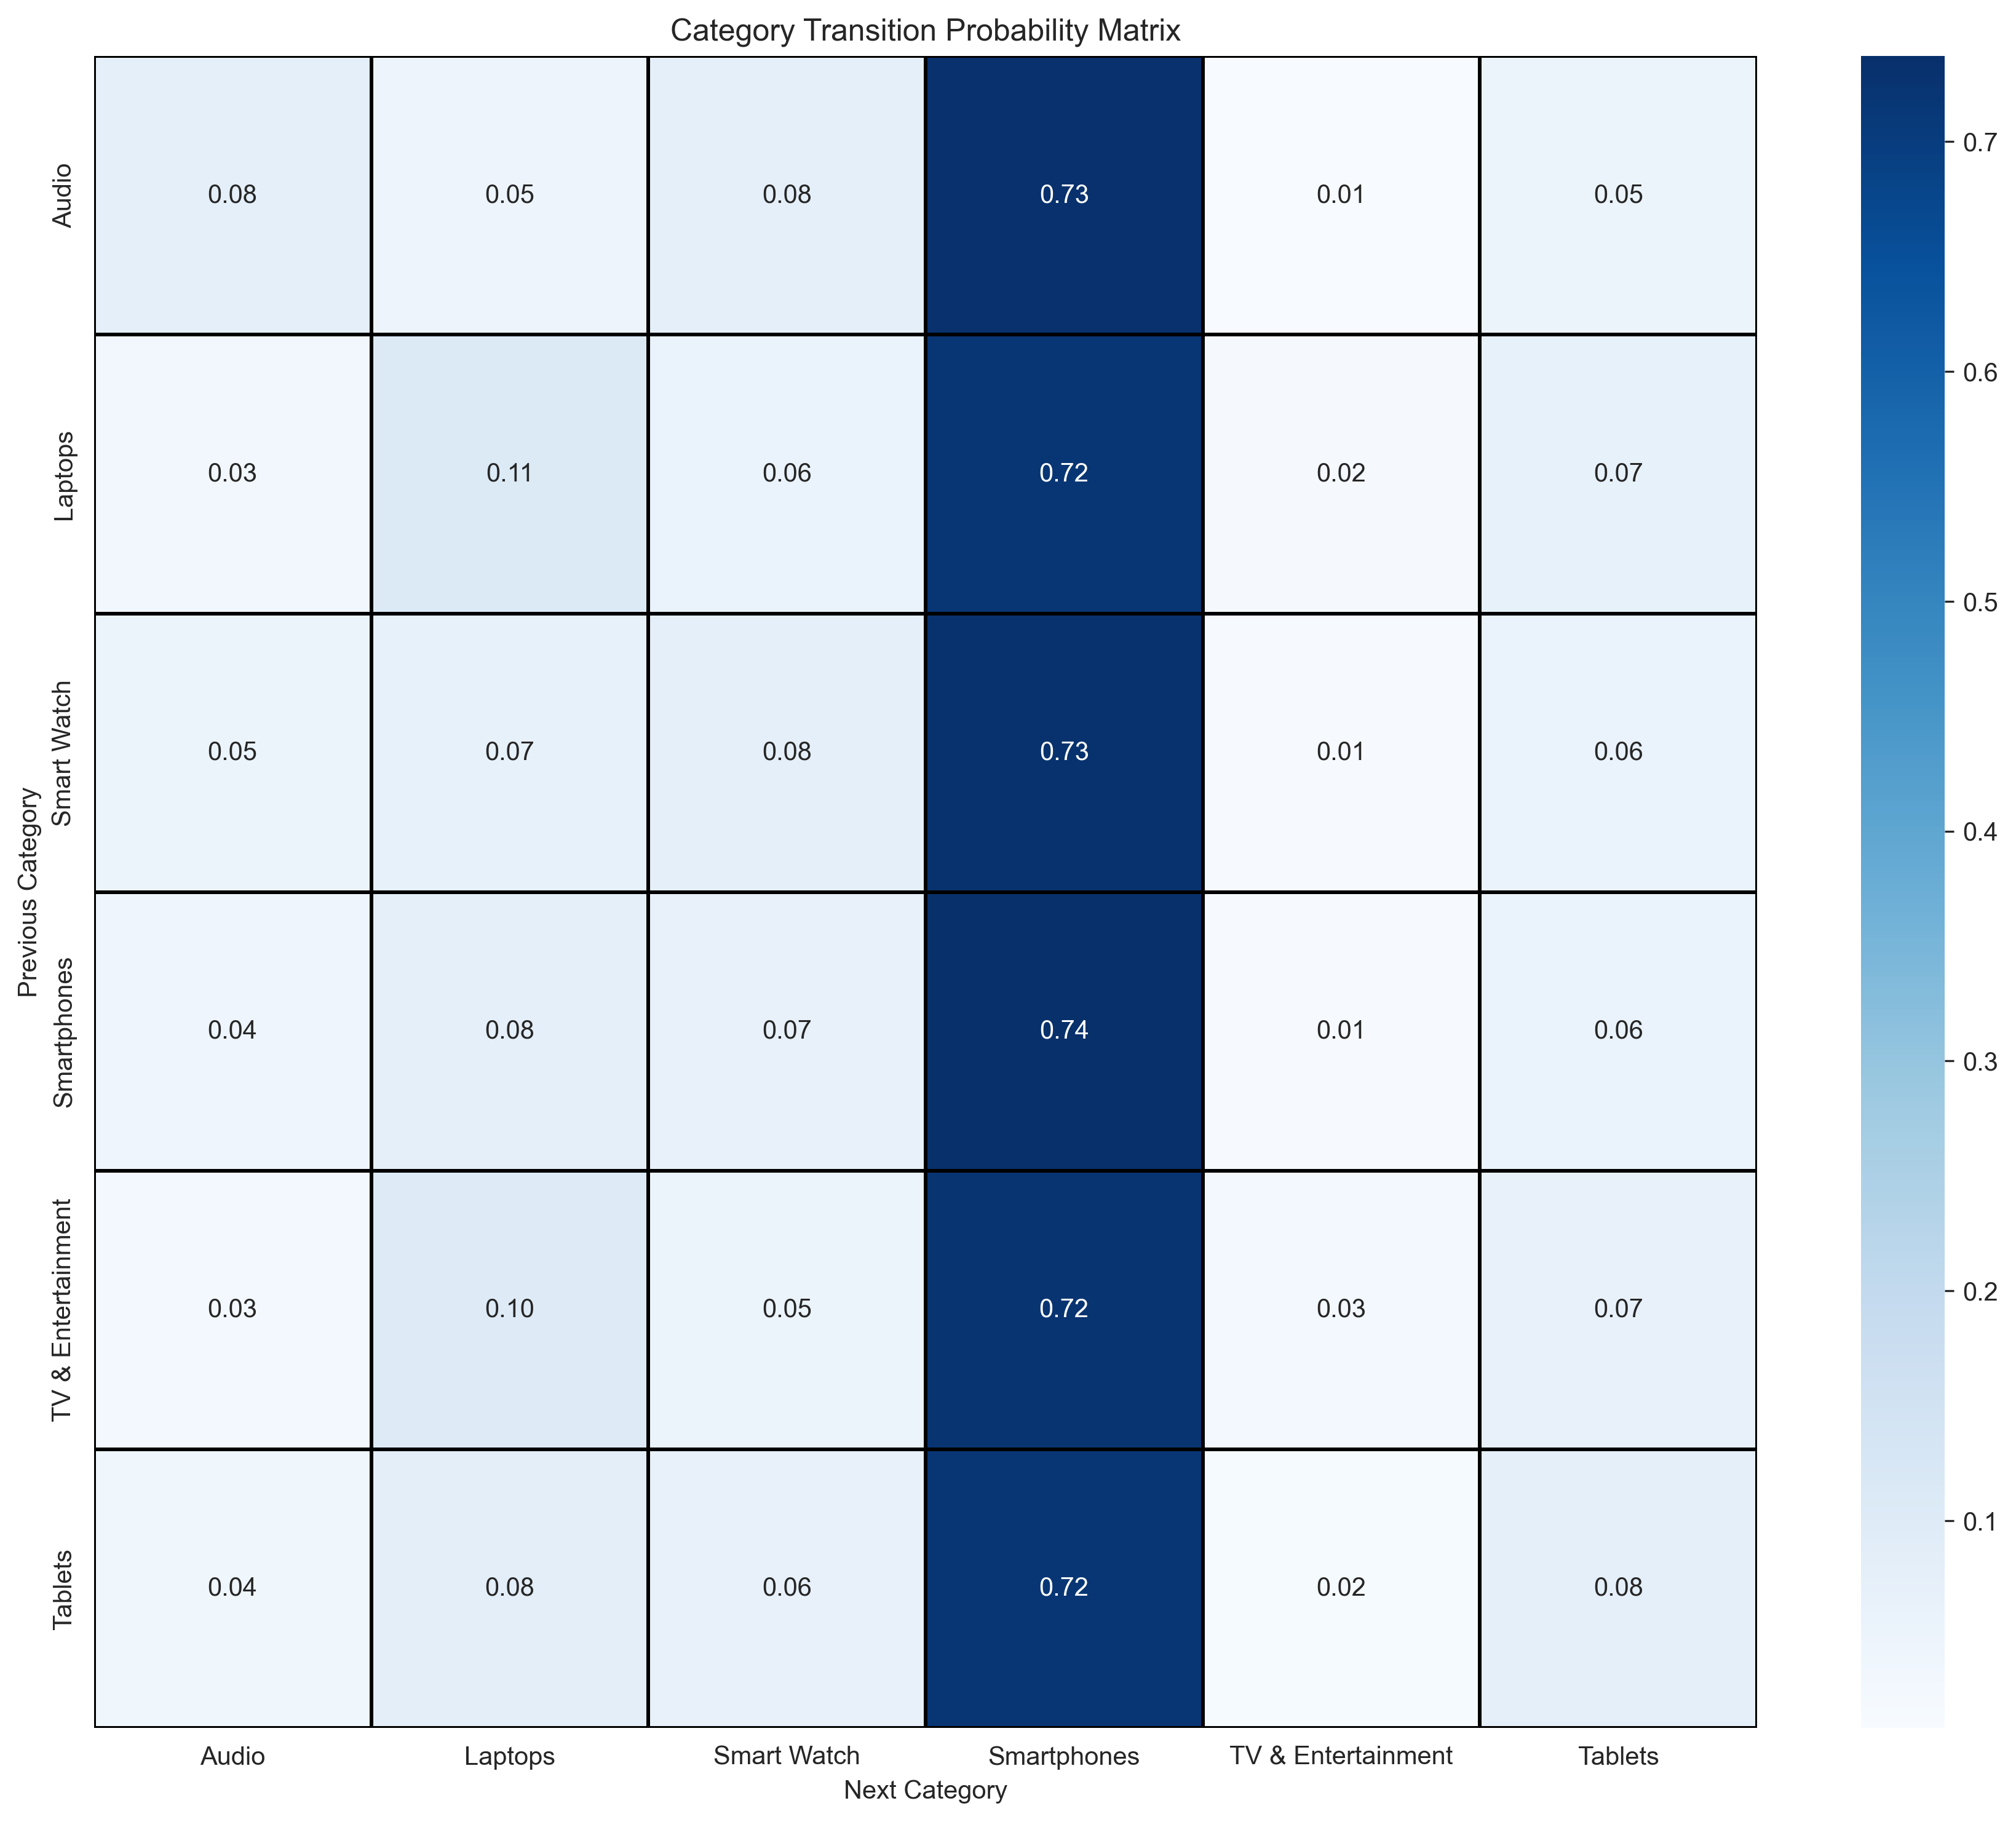 Category Transition Probability Matrix
Previous Category
Audio
0.08 0.05 0.08 0.73 0.01 0.05
Laptops
0.03 0.11 0.06 0.72 0.02 0.07
Smart Watch
0.05 0.07 0.08 0.73 0.01 0.06
Smartphones
0.04 0.08 0.07 0.74 0.01 0.06
TV & Entertainment
0.03 0.10 0.05 0.72 0.03 0.07
Tablets
0.04 0.08 0.06 0.72 0.02 0.08
Audio Laptops Smart Watch Smartphones TV & Entertainment Tablets
Next Category
0.7
0.6
0.5
0.4
0.3
0.2
0.1